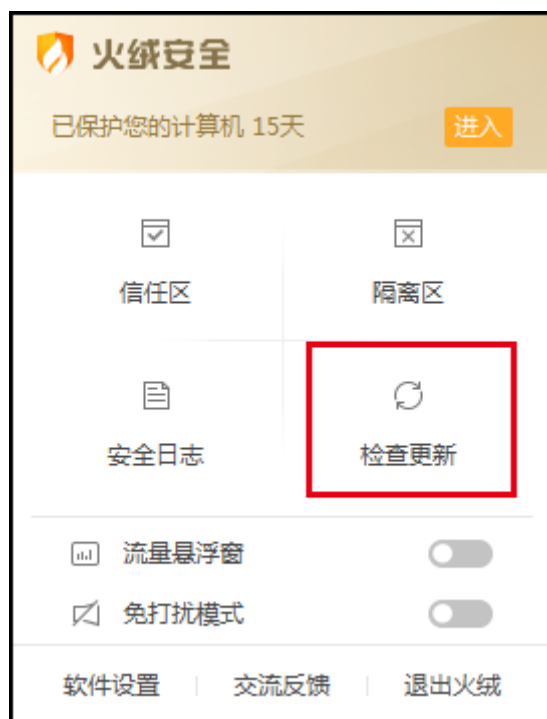 火绒安全
已保护您的计算机 15天 进入
信任区 隔离区
安全日志 检查更新
流量悬浮窗
免打扰模式
软件设置 交流反馈 退出火绒